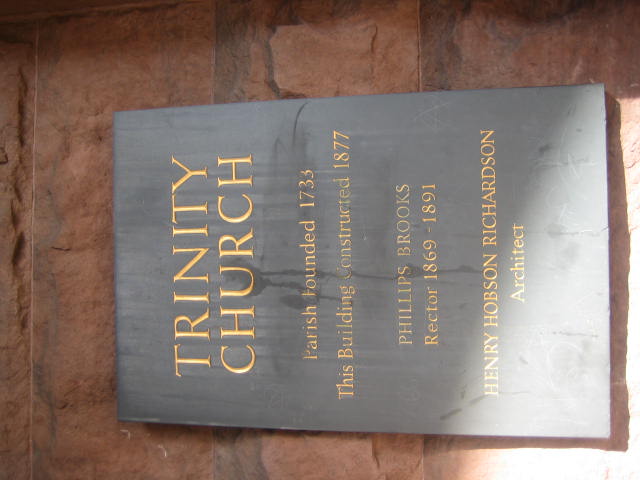 TRINITY
CHURCH
Parish Founded 1733
This Building Constructed 1877
PHILLIPS BROOKS
Rector 1869-1891
HENRY HOBSON RICHARDSON
Architect